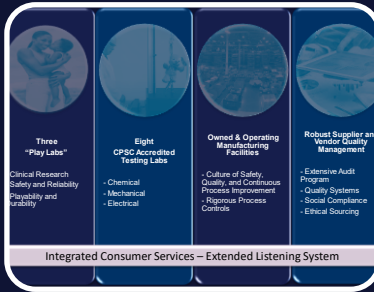 Three
"Play Labs"
Clinical Research
Safety and Reliability
Playability and
Eight
CPSC Accredited
Testing Labs
- Chemical
- Mechanical
- Electrical
Owned & Operating
Manufacturing
Facilities
- Culture of Safety,
Quality, and Continuous
Process Improvement
- Rigorous Process
Controls
Robust Supplier an
Vendor Quality
Management
- Extensive Audit
Program
- Quality Systems
- Social Compliance
- Ethical Sourcing
Integrated Consumer Services – Extended Listening System